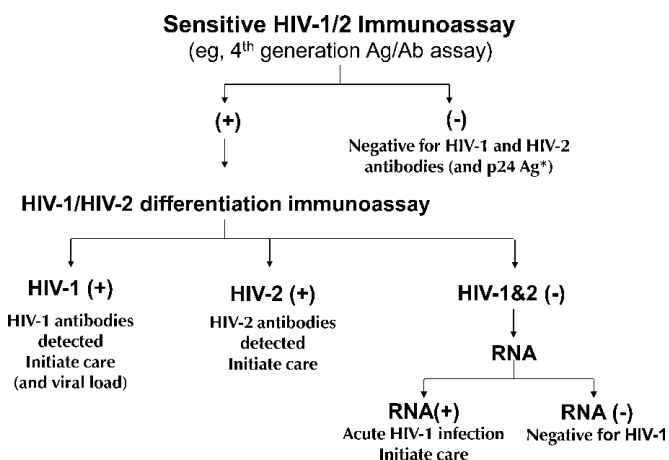 Sensitive HIV-1/2 Immunoassay
(eg, 4th generation Ag/Ab assay)
(+)
(-)
Negative for HIV-1 and HIV-2
antibodies (and p24 Ag*)
HIV-1/HIV-2 differentiation immunoassay
HIV-1 (+)
HIV-1 antibodies
detected
Initiate care
(and viral load)
HIV-2 (+)
HIV-2 antibodies
detected
Initiate care
HIV-1&2 (-)
RNA
RNA(+)
Acute HIV-1 infection
Initiate care
RNA (-)
Negative for HIV-1